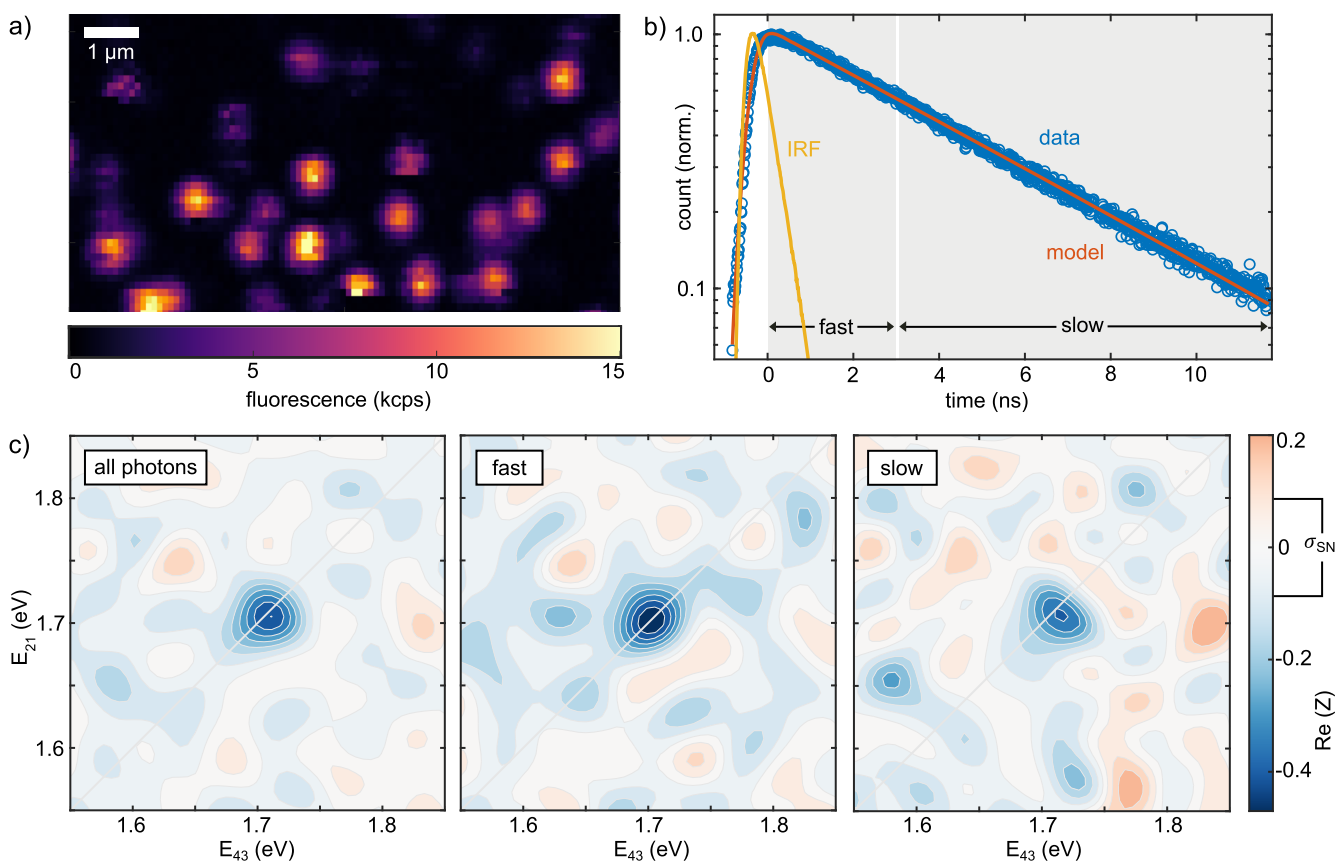 a)
1 µm
0 5 10 15
fluorescence (kcps)
b)
1.0
0.1
count (norm.)
IRF
data
model
fast
slow
0 2 4 6 8 10
time (ns)
c)
all photons
fast
slow
1.8
1.7
1.6
E21 (eV)
1.6 1.7 1.8
E43 (eV)
1.6 1.7 1.8
E43 (eV)
1.6 1.7 1.8
E43 (eV)
0.2
0
-0.2
-0.4
σSN
Re (Z)